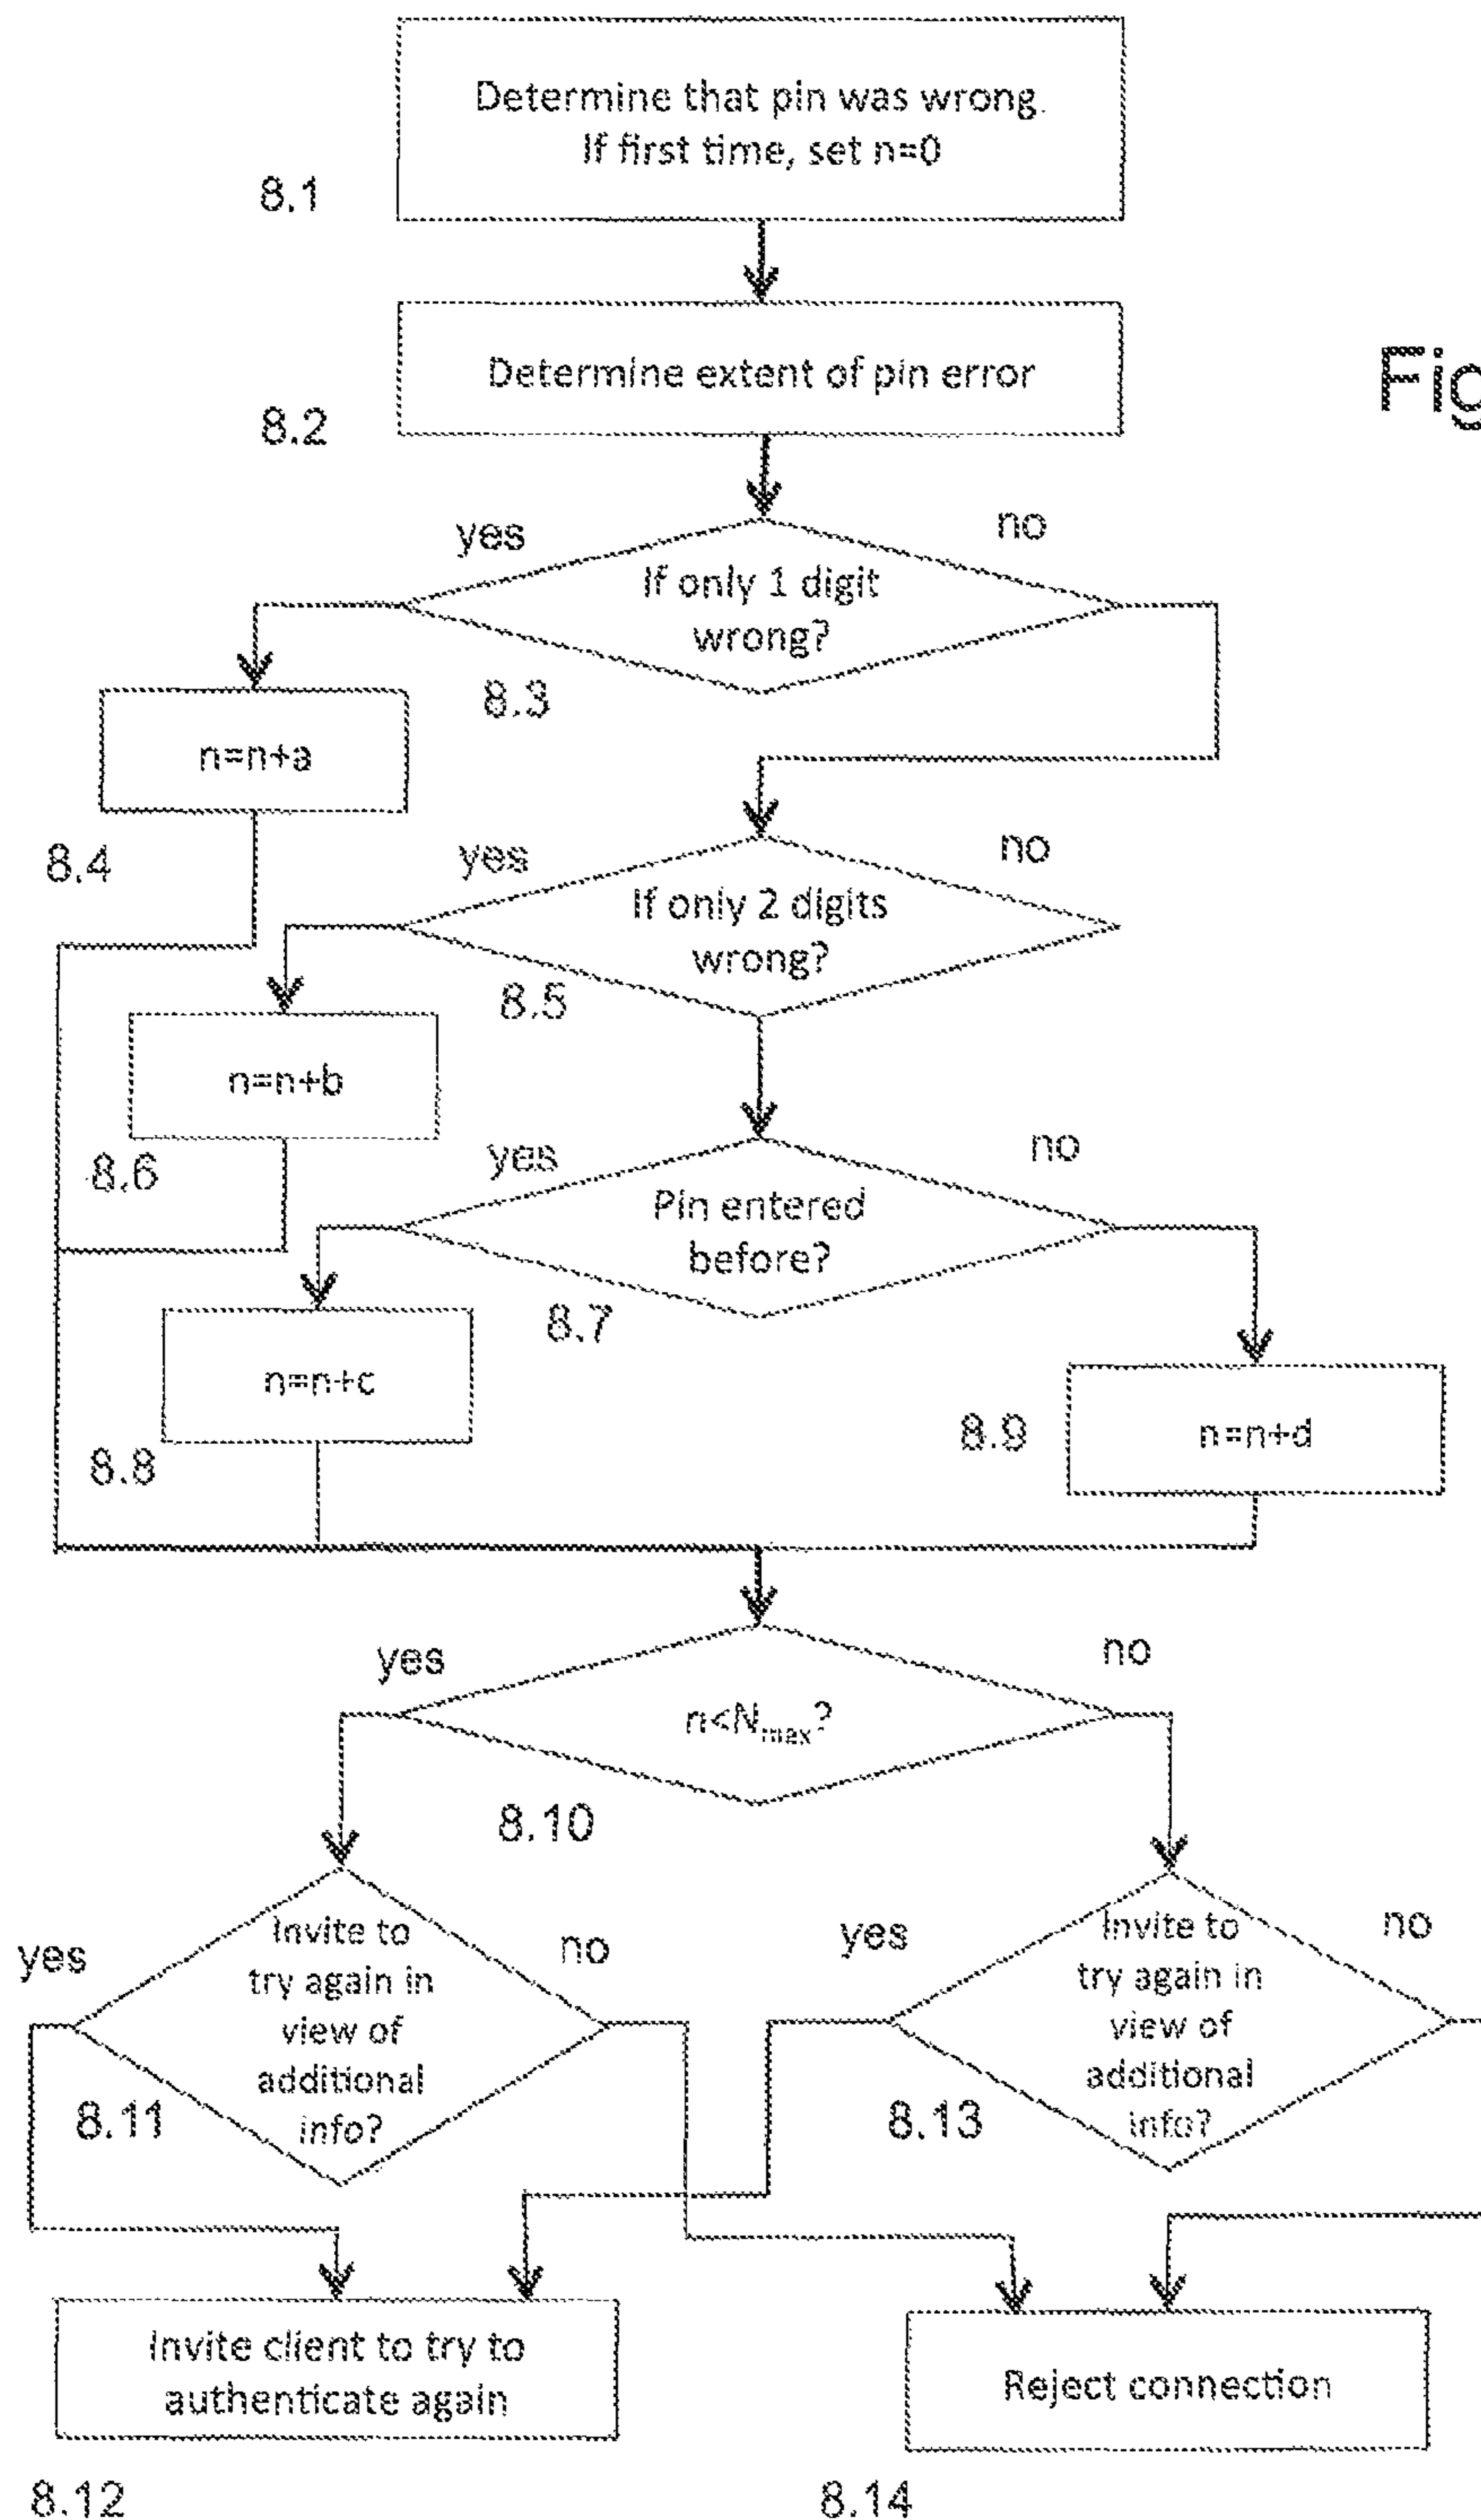 Determine that pin was wrong.
If first time, set n=0
8.1
Determine extent of pin error
8.2
Fig
yes
no
If only 1 digit
wrong?
8.3
n=n+a
8.4
yes
no
If only 2 digits
wrong?
8.5
n=n+b
8.6
yes
no
Pin entered
before?
8.7
n=n+c
8.8
8.9
n=n+d
yes
no
n<Nmax?
8.10
yes
Invite to
try again in
view of
additional
info?
no
8.11
yes
Invite to
try again in
view of
additional
info?
no
8.13
Invite client to try to
authenticate again
8.12
Reject connection
8.14